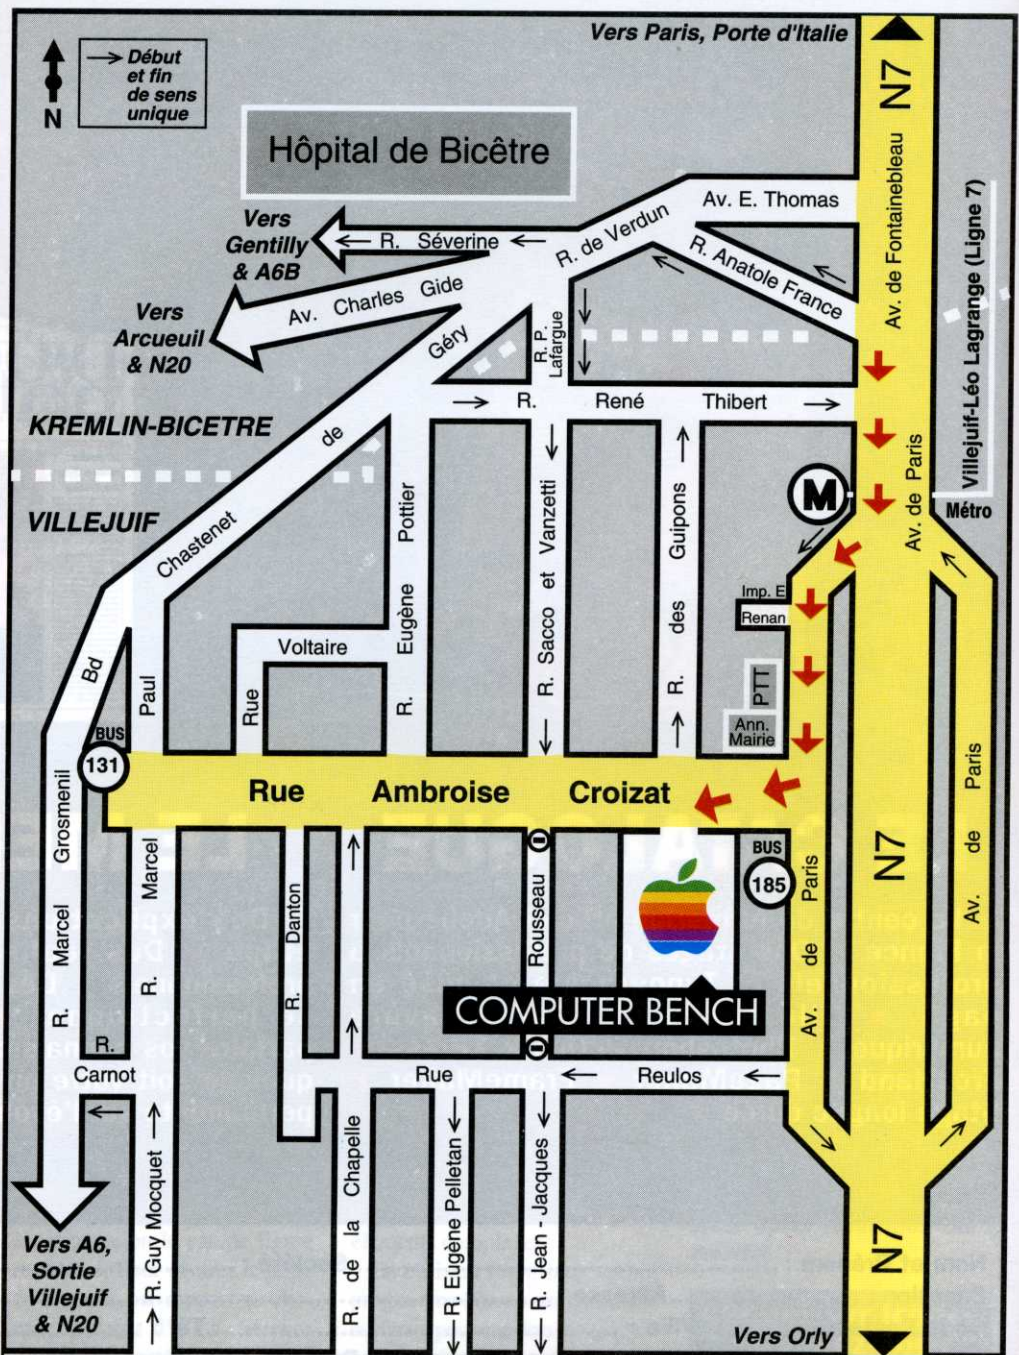 Vers Paris, Porte d'Italie
N7
N
Début
et fin
de sens
unique
Hôpital de Bicêtre
Vers
Gentilly
& A6B
R. Séverine
R. de Verdun
Av. E. Thomas
R. Anatole France
Av. de Fontainebleau
Villejuif-Léo Lagrange (Ligne 7)
Vers
Arcueuil
& N20
Av. Charles Gide
R. P.
Lafargue
KREMLIN-BICETRE
VILLEJUIF
Bd Chastenet de Géry
R. René Thibert
M
Métro
Av. de Paris
R. Eugène Pottier
R. Sacco et Vanzetti
R. des Guipons
Imp. E
Renan
PTT
Ann.
Mairie
Rue Voltaire
Paul
BUS
131
Rue Ambroise Croizat
BUS
185
Av. de Paris
N7
Av. de Paris
R. Marcel Grosmenil
R. Marcel
R. Danton
Rousseau
COMPUTER BENCH
R.
Carnot
Rue Reulos
R. Guy Mocquet
R. de la Chapelle
R. Eugène Pelletan
R. Jean - Jacques
Vers A6,
Sortie
Villejuif
& N20
N7
Vers Orly